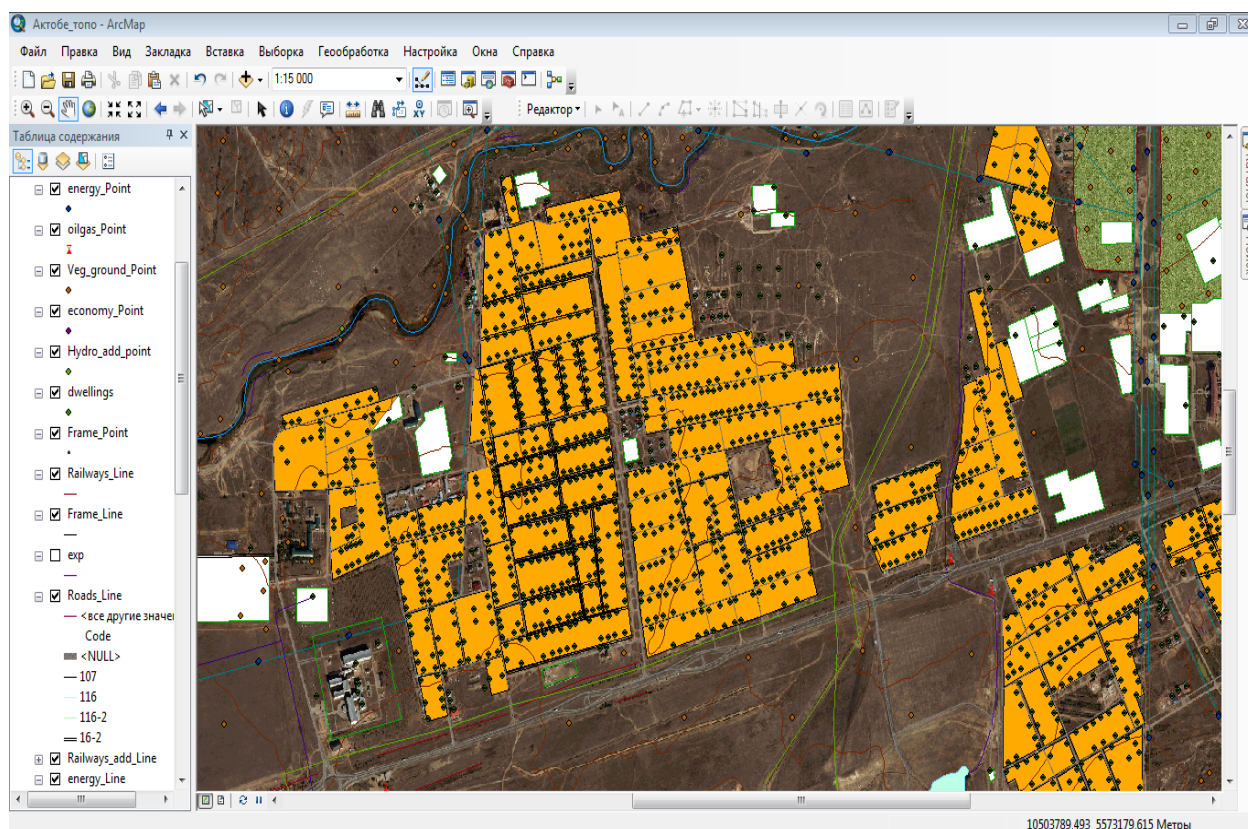 Актобе_топо - ArcMap
Файл Правка Вид Закладка Вставка Выборка Геообработка Настройка Окна Справка
1:15 000
XY Редактор
Таблица содержания
energy_Point
oilgas_Point
Veg_ground_Point
economy_Point
Hydro_add_point
dwellings
Frame_Point
Railways_Line
Frame_Line
exp
Roads_Line
<все другие значе
Code
<NULL>
107
116
116-2
16-2
Railways_add_Line
energy_Line
10503789,493 5573179,615 Метры